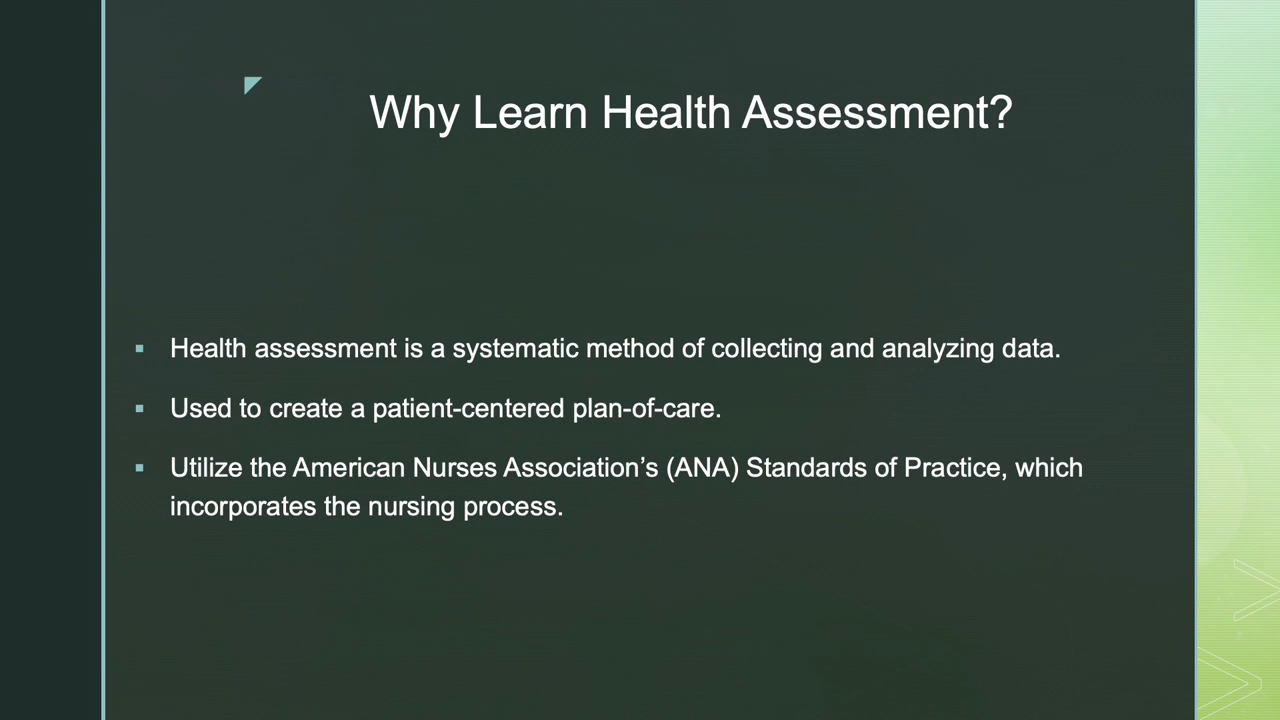 Why Learn Health Assessment?
▪ Health assessment is a systematic method of collecting and analyzing data.
▪ Used to create a patient-centered plan-of-care.
▪ Utilize the American Nurses Association’s (ANA) Standards of Practice, which
incorporates the nursing process.